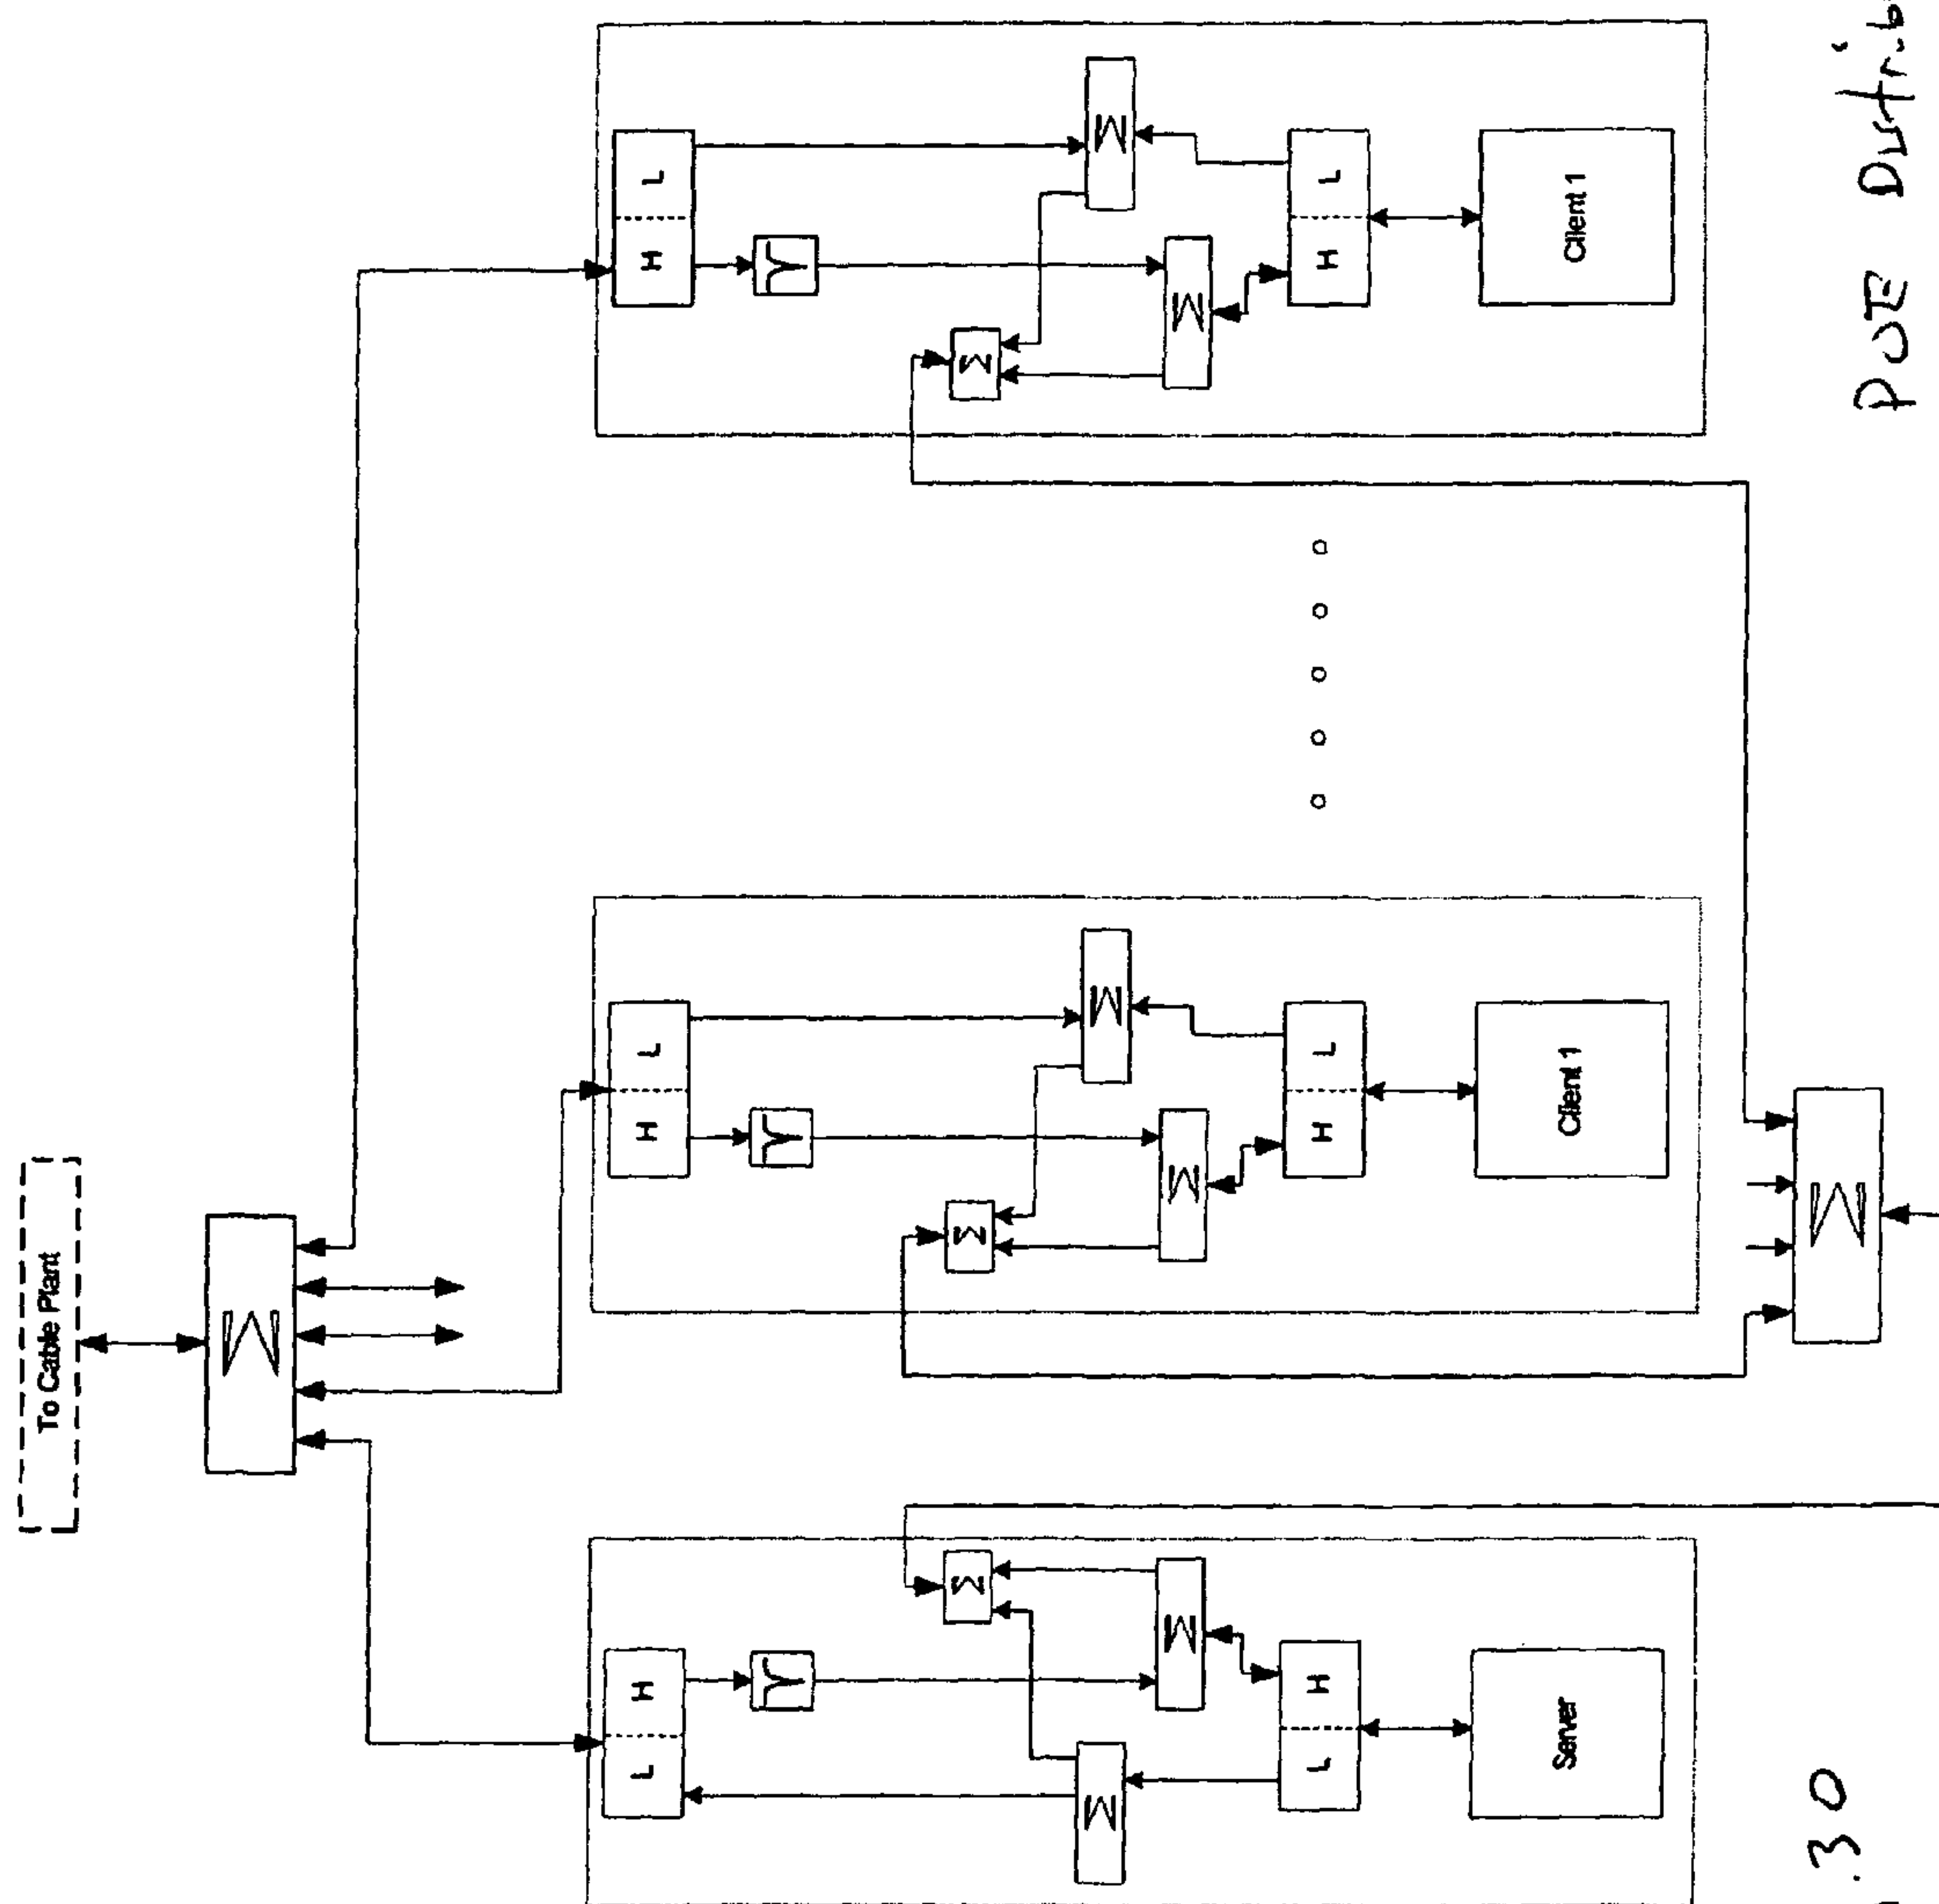 To Cable Plant
Σ
L H
H L
H L
Y
Y
Y
Σ
Σ
Σ
Σ
Σ
Σ
Σ
Σ
Σ
L H
H L
H L
Server
Client 1
Client 1
Σ
.30
POE Distrib